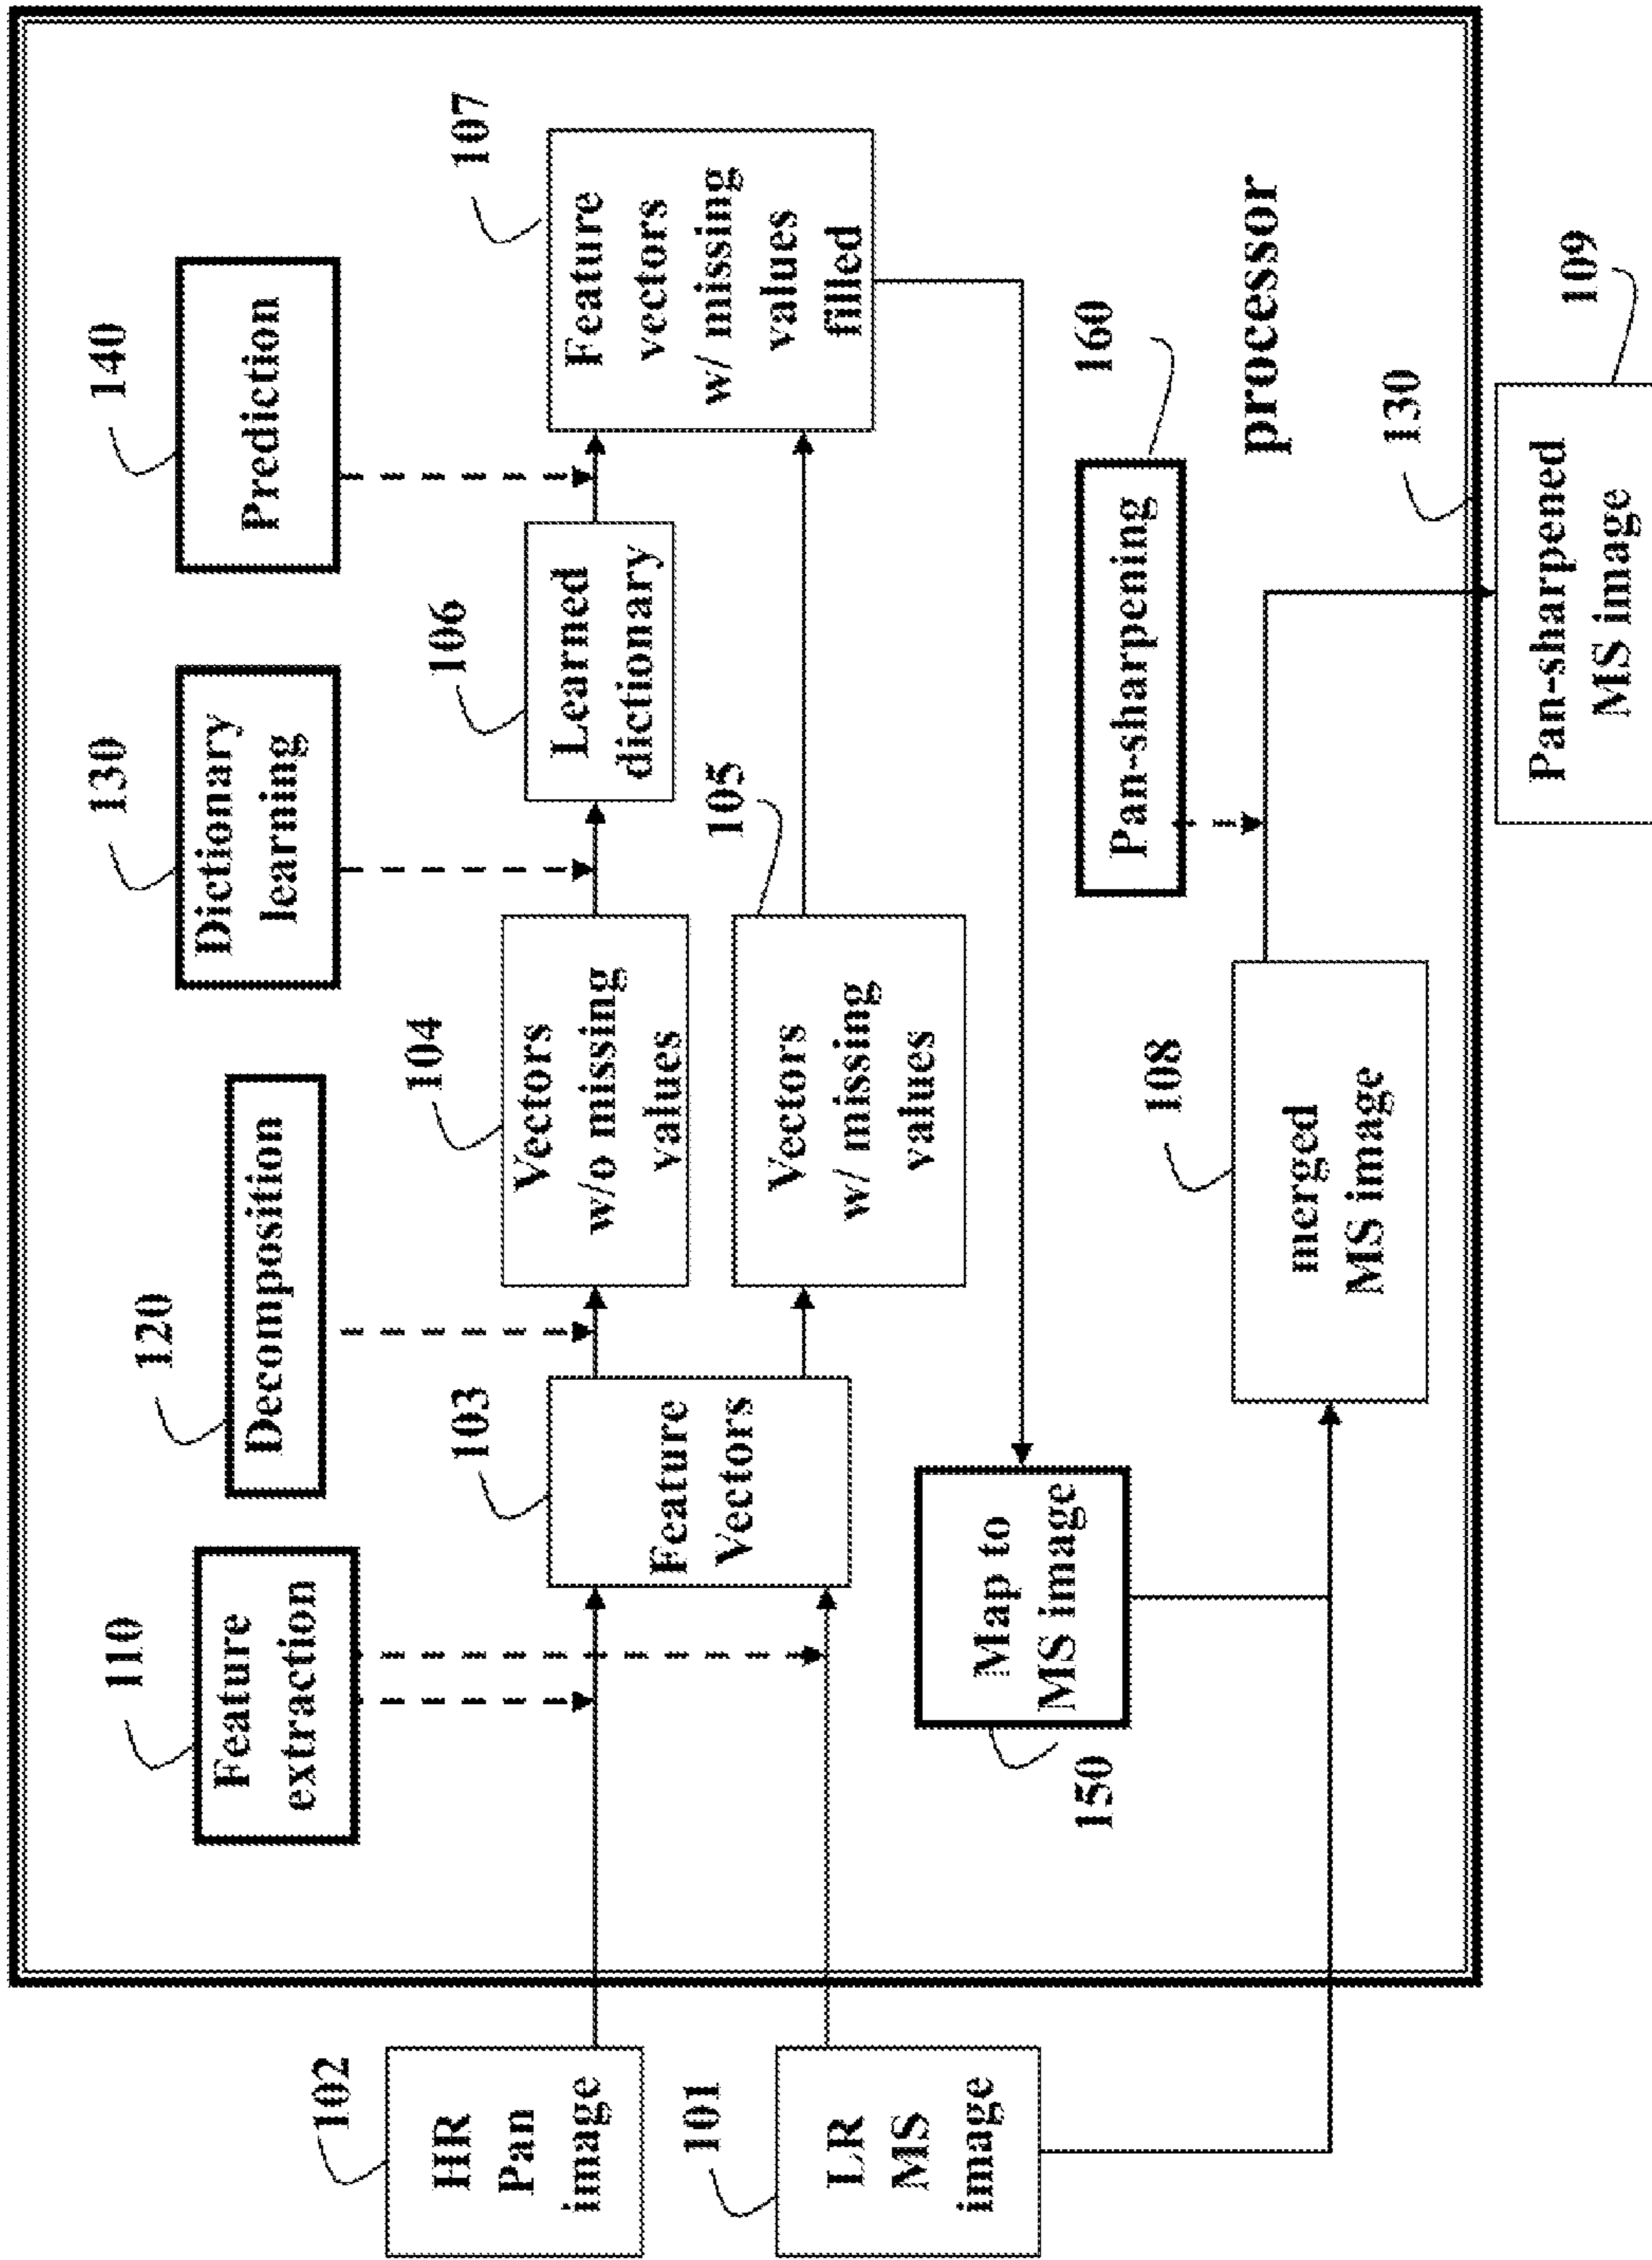 110
Feature
extraction
120
Decomposition
130
Dictionary
learning
140
Prediction
102
HR
Pan
image
103
Feature
Vectors
104
Vectors
w/o missing
values
106
Learned
dictionary
107
Feature
vectors
w/ missing
values
filled
101
LR
MS
image
105
Vectors
w/ missing
values
150
Map to
MS image
160
Pan-sharpening
108
merged
MS image
processor
130
109
Pan-sharpened
MS image